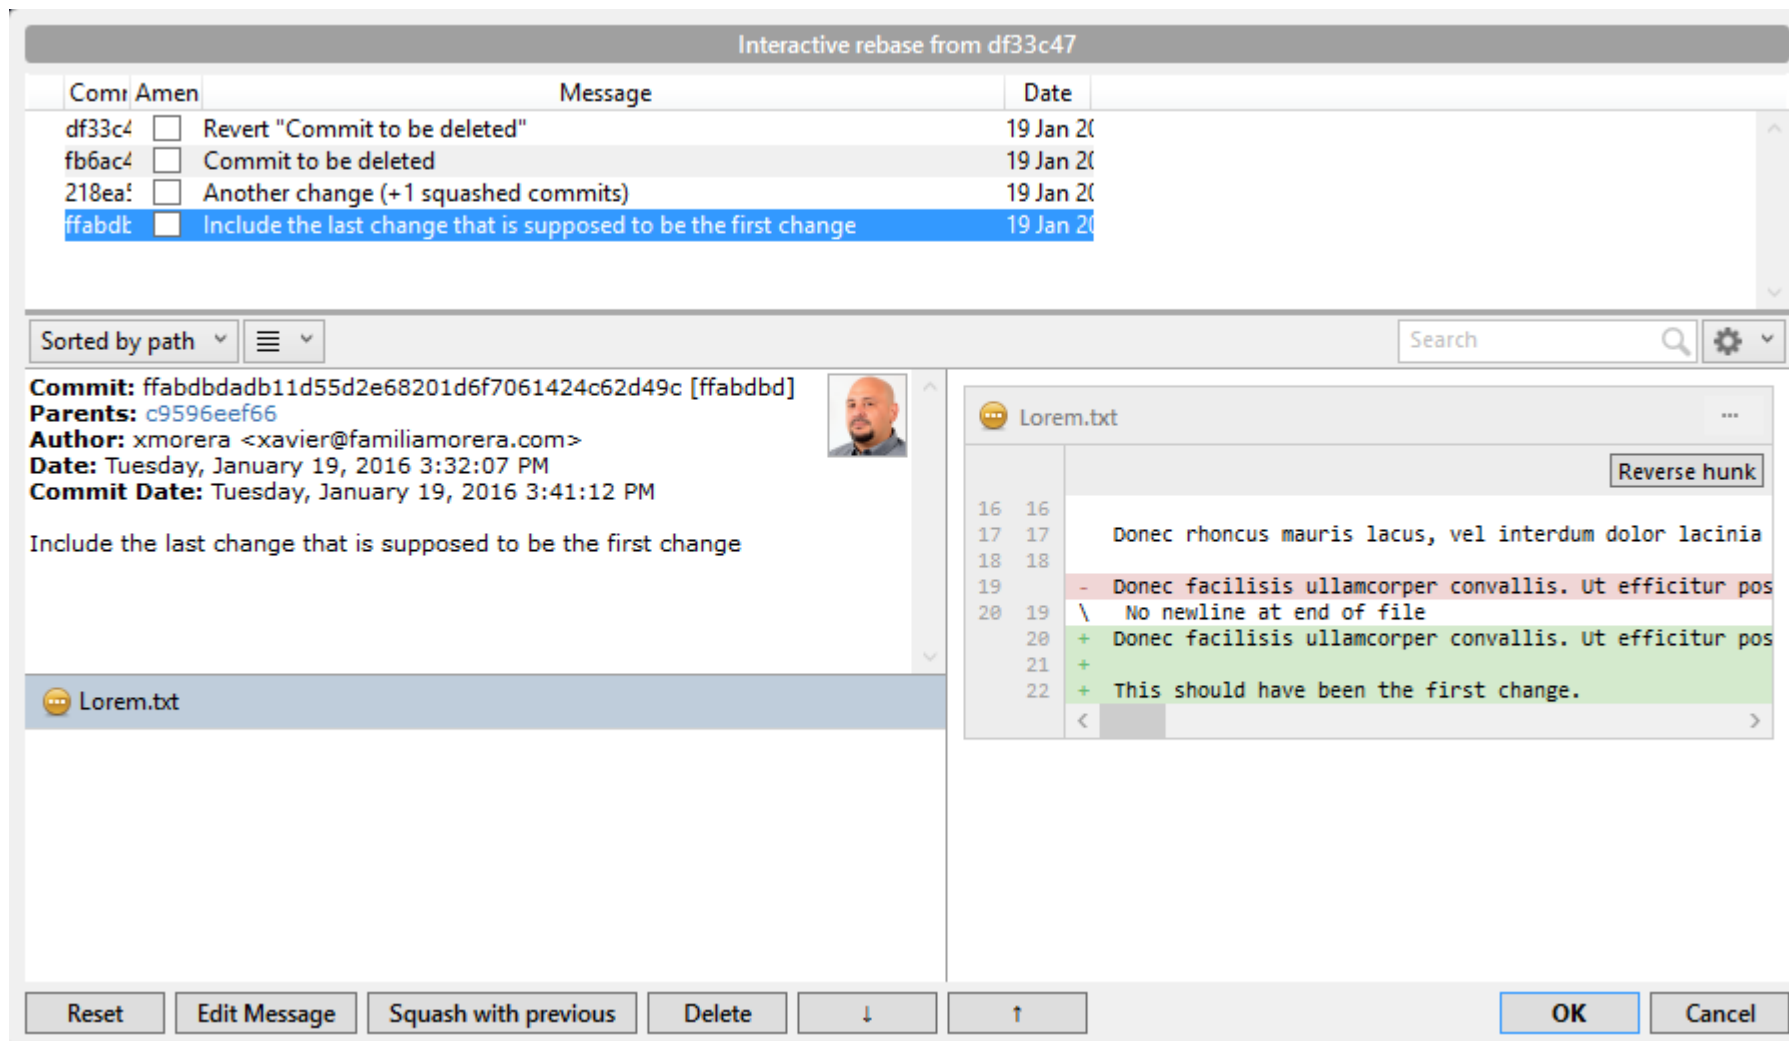 Interactive rebase from df33c47
Comr Amen Message Date
df33c4 Revert "Commit to be deleted" 19 Jan 20
fb6ac4 Commit to be deleted 19 Jan 20
218ea5 Another change (+1 squashed commits) 19 Jan 20
ffabdb Include the last change that is supposed to be the first change 19 Jan 20
Sorted by path Search
Commit: ffabdbdadb11d55d2e68201d6f7061424c62d49c [ffabdbd]
Parents: c9596eef66
Author: xmorera <xavier@familiamorera.com>
Date: Tuesday, January 19, 2016 3:32:07 PM
Commit Date: Tuesday, January 19, 2016 3:41:12 PM
Include the last change that is supposed to be the first change
Lorem.txt
Lorem.txt ...
Reverse hunk
16 16
17 17 Donec rhoncus mauris lacus, vel interdum dolor lacinia
18 18
19 - Donec facilisis ullamcorper convallis. Ut efficitur pos
20 19 \ No newline at end of file
20 + Donec facilisis ullamcorper convallis. Ut efficitur pos
21 +
22 + This should have been the first change.
Reset Edit Message Squash with previous Delete ↓ ↑ OK Cancel